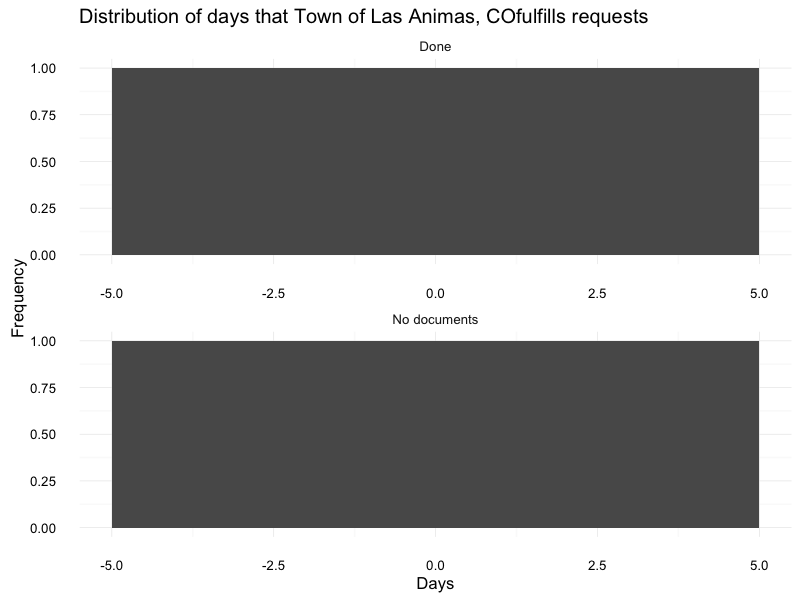 Distribution of days that Town of Las Animas, COfulfills requests
Done
1.00
0.75
0.50
0.25
0.00
-5.0 -2.5 0.0 2.5 5.0
Frequency
No documents
1.00
0.75
0.50
0.25
0.00
-5.0 -2.5 0.0 2.5 5.0
Days